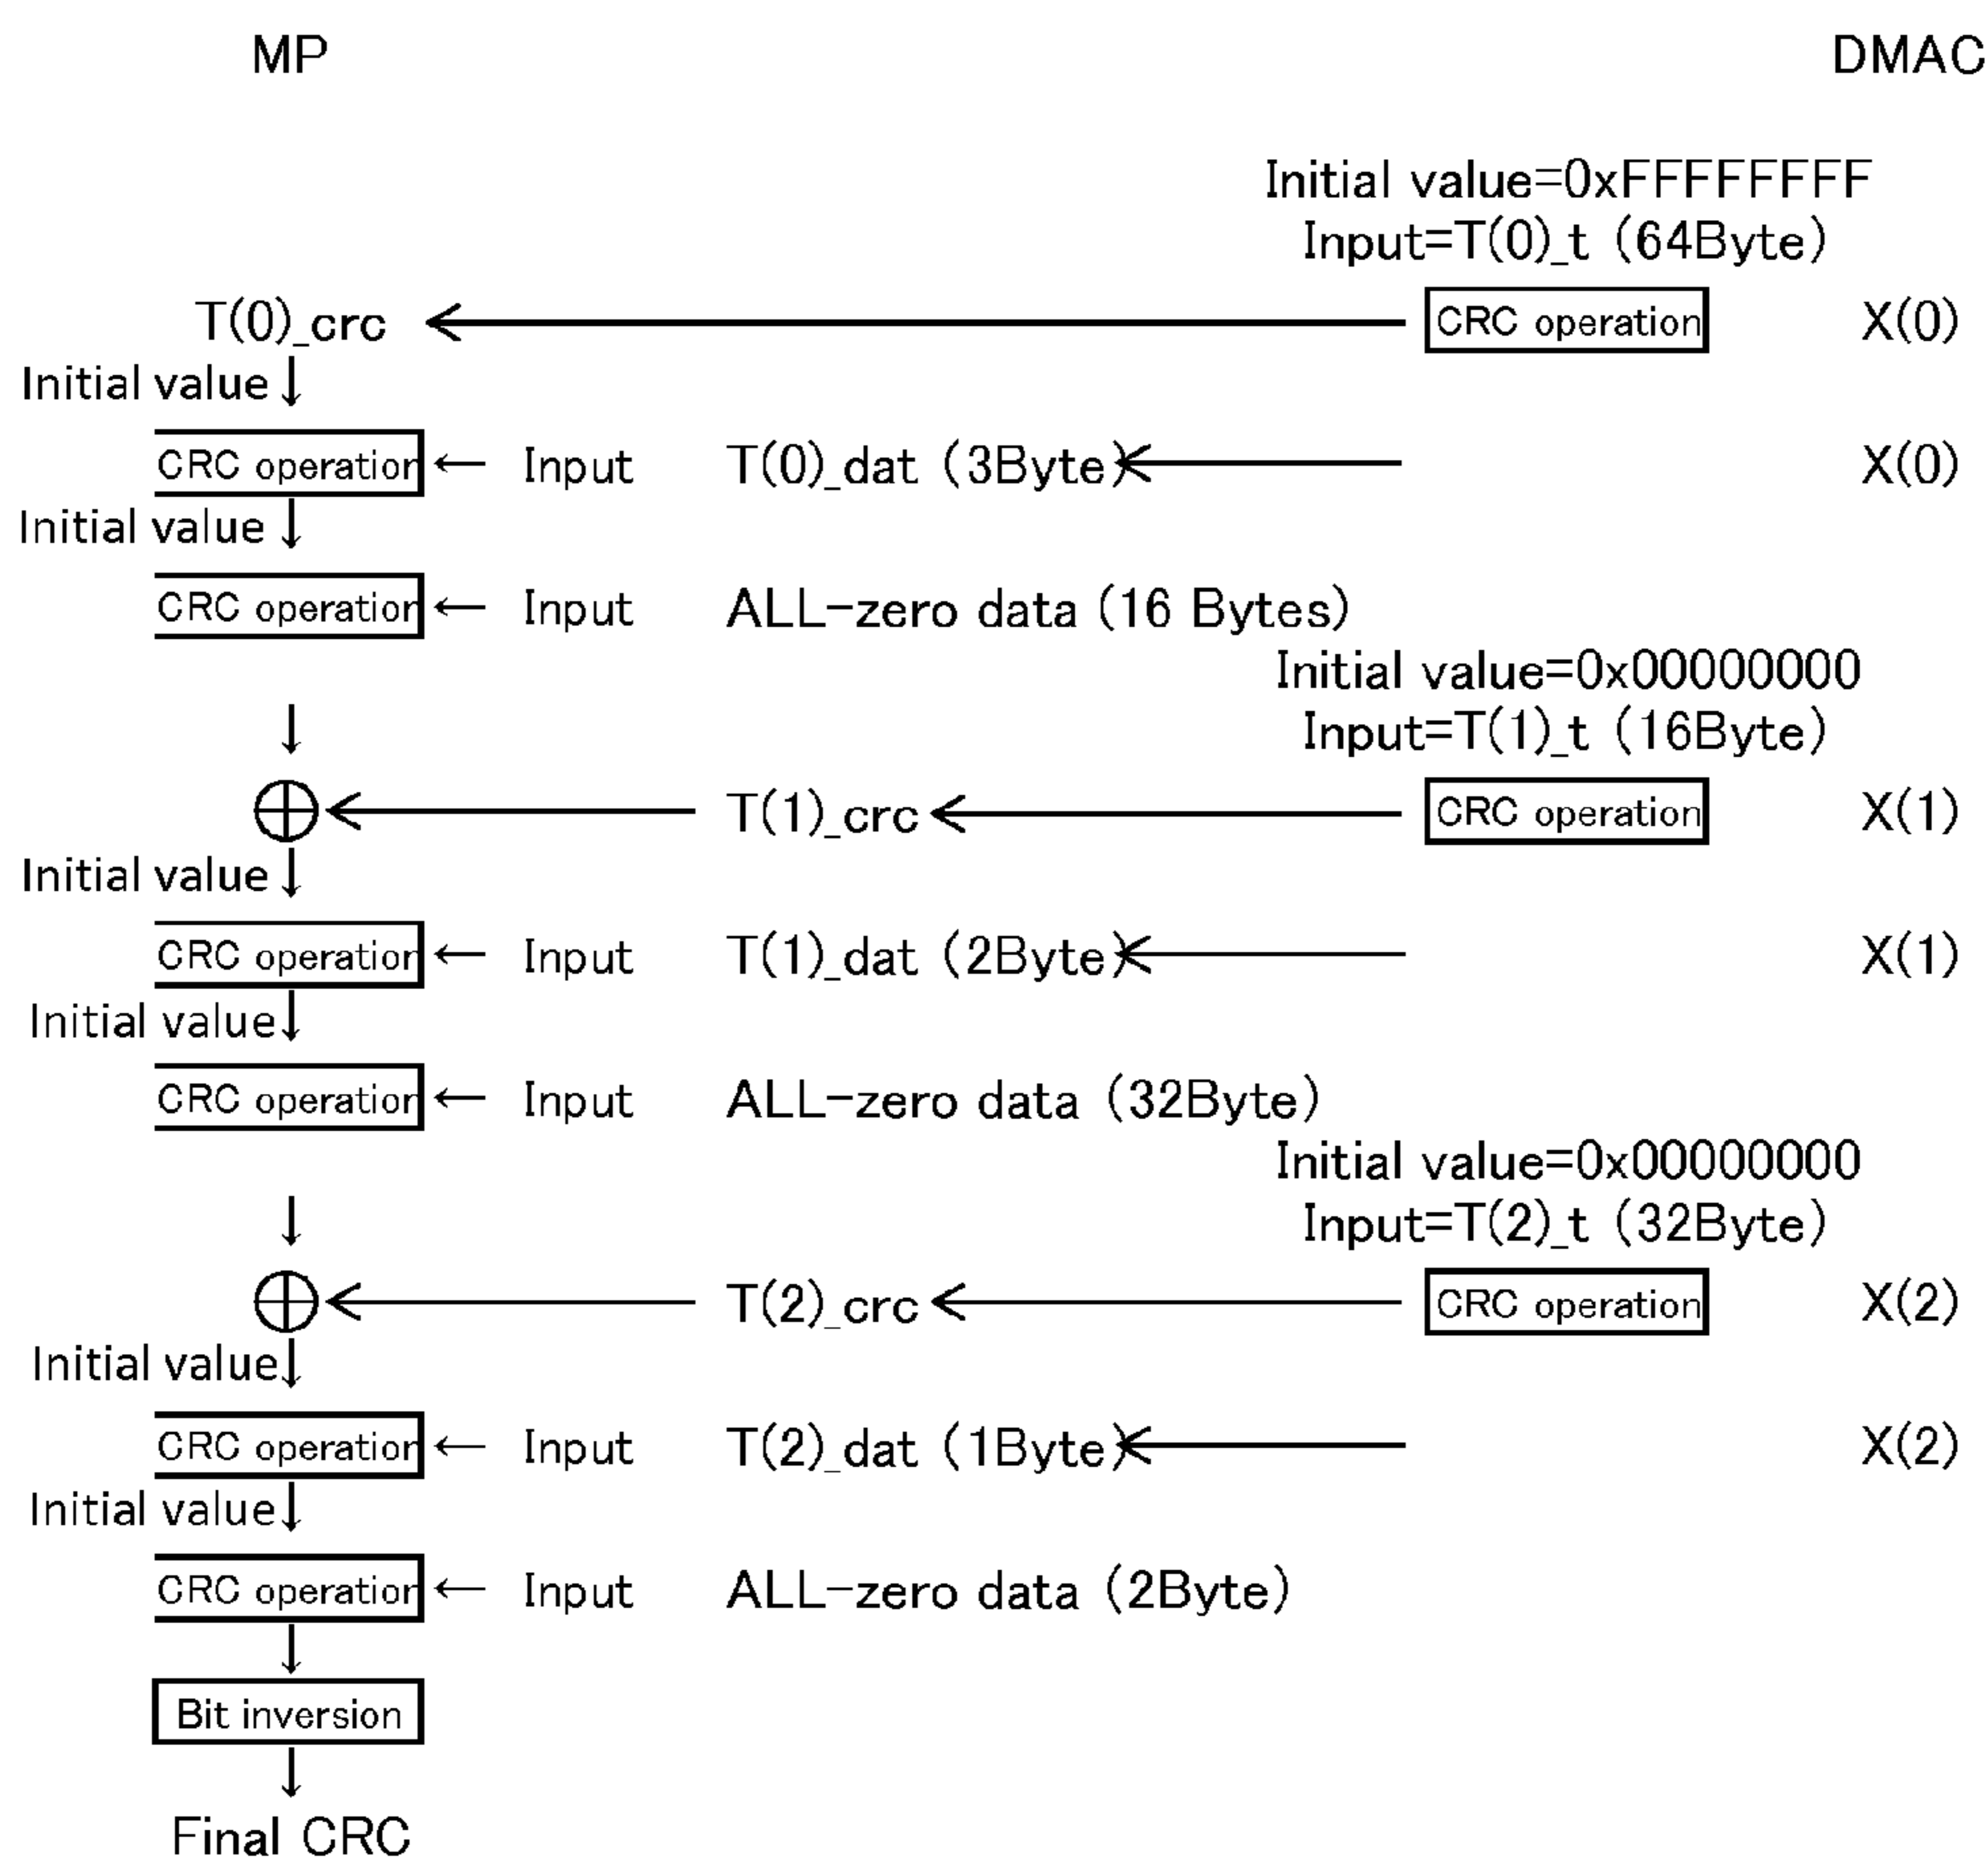 MP DMAC
Initial value=0xFFFFFFFF
Input=T(0)_t (64Byte)
T(0)_crc CRC operation X(0)
Initial value
CRC operation Input T(0)_dat (3Byte) X(0)
Initial value
CRC operation Input ALL-zero data (16 Bytes)
Initial value=0x00000000
Input=T(1)_t (16Byte)
T(1)_crc CRC operation X(1)
Initial value
CRC operation Input T(1)_dat (2Byte) X(1)
Initial value
CRC operation Input ALL-zero data (32Byte)
Initial value=0x00000000
Input=T(2)_t (32Byte)
T(2)_crc CRC operation X(2)
Initial value
CRC operation Input T(2)_dat (1Byte) X(2)
Initial value
CRC operation Input ALL-zero data (2Byte)
Bit inversion
Final CRC